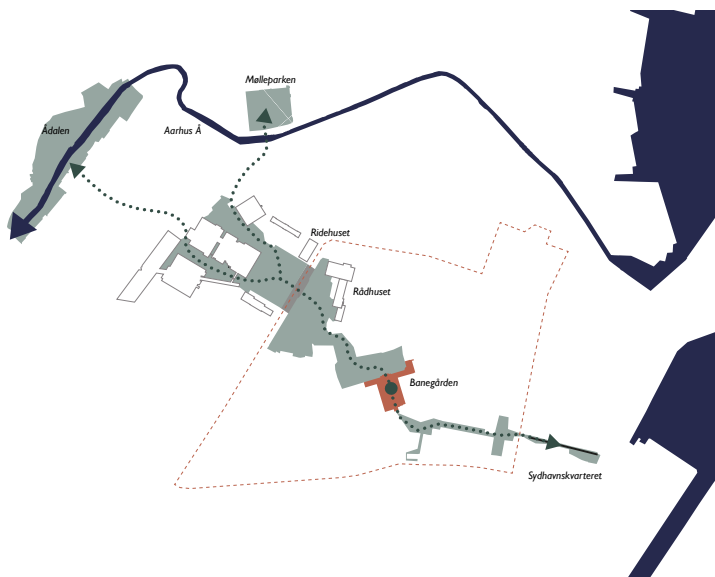 Mølleparken
Ådalen
Aarhus Å
Ridehuset
Rådhuset
Banegården
Sydhavnskvarteret